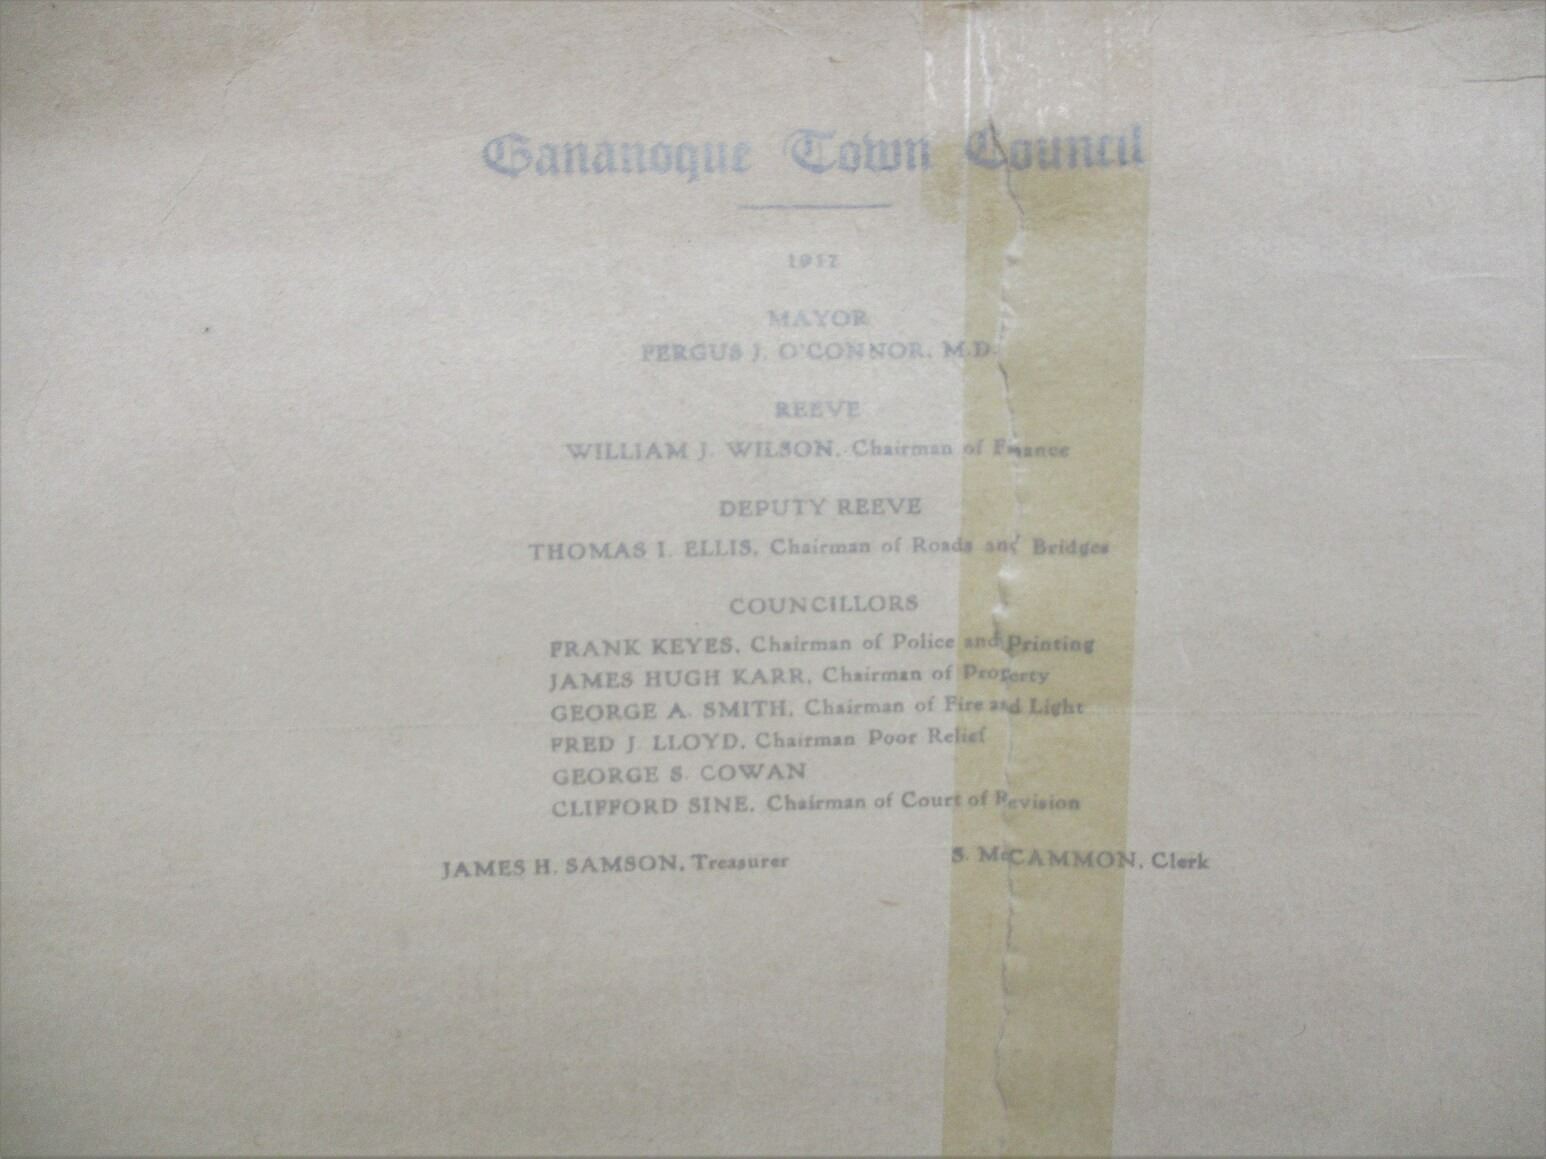 Gananoque Town Council
1917
MAYOR
FERGUS J. O'CONNOR, M.D.
REEVE
WILLIAM J. WILSON, Chairman of Finance
DEPUTY REEVE
THOMAS I. ELLIS, Chairman of Roads and Bridges
COUNCILLORS
FRANK KEYES, Chairman of Police and Printing
JAMES HUGH KARR, Chairman of Property
GEORGE A. SMITH, Chairman of Fire and Light
FRED J. LLOYD, Chairman Poor Relief
GEORGE S. COWAN
CLIFFORD SINE, Chairman of Court of Revision
JAMES H. SAMSON, Treasurer S. McCAMMON, Clerk